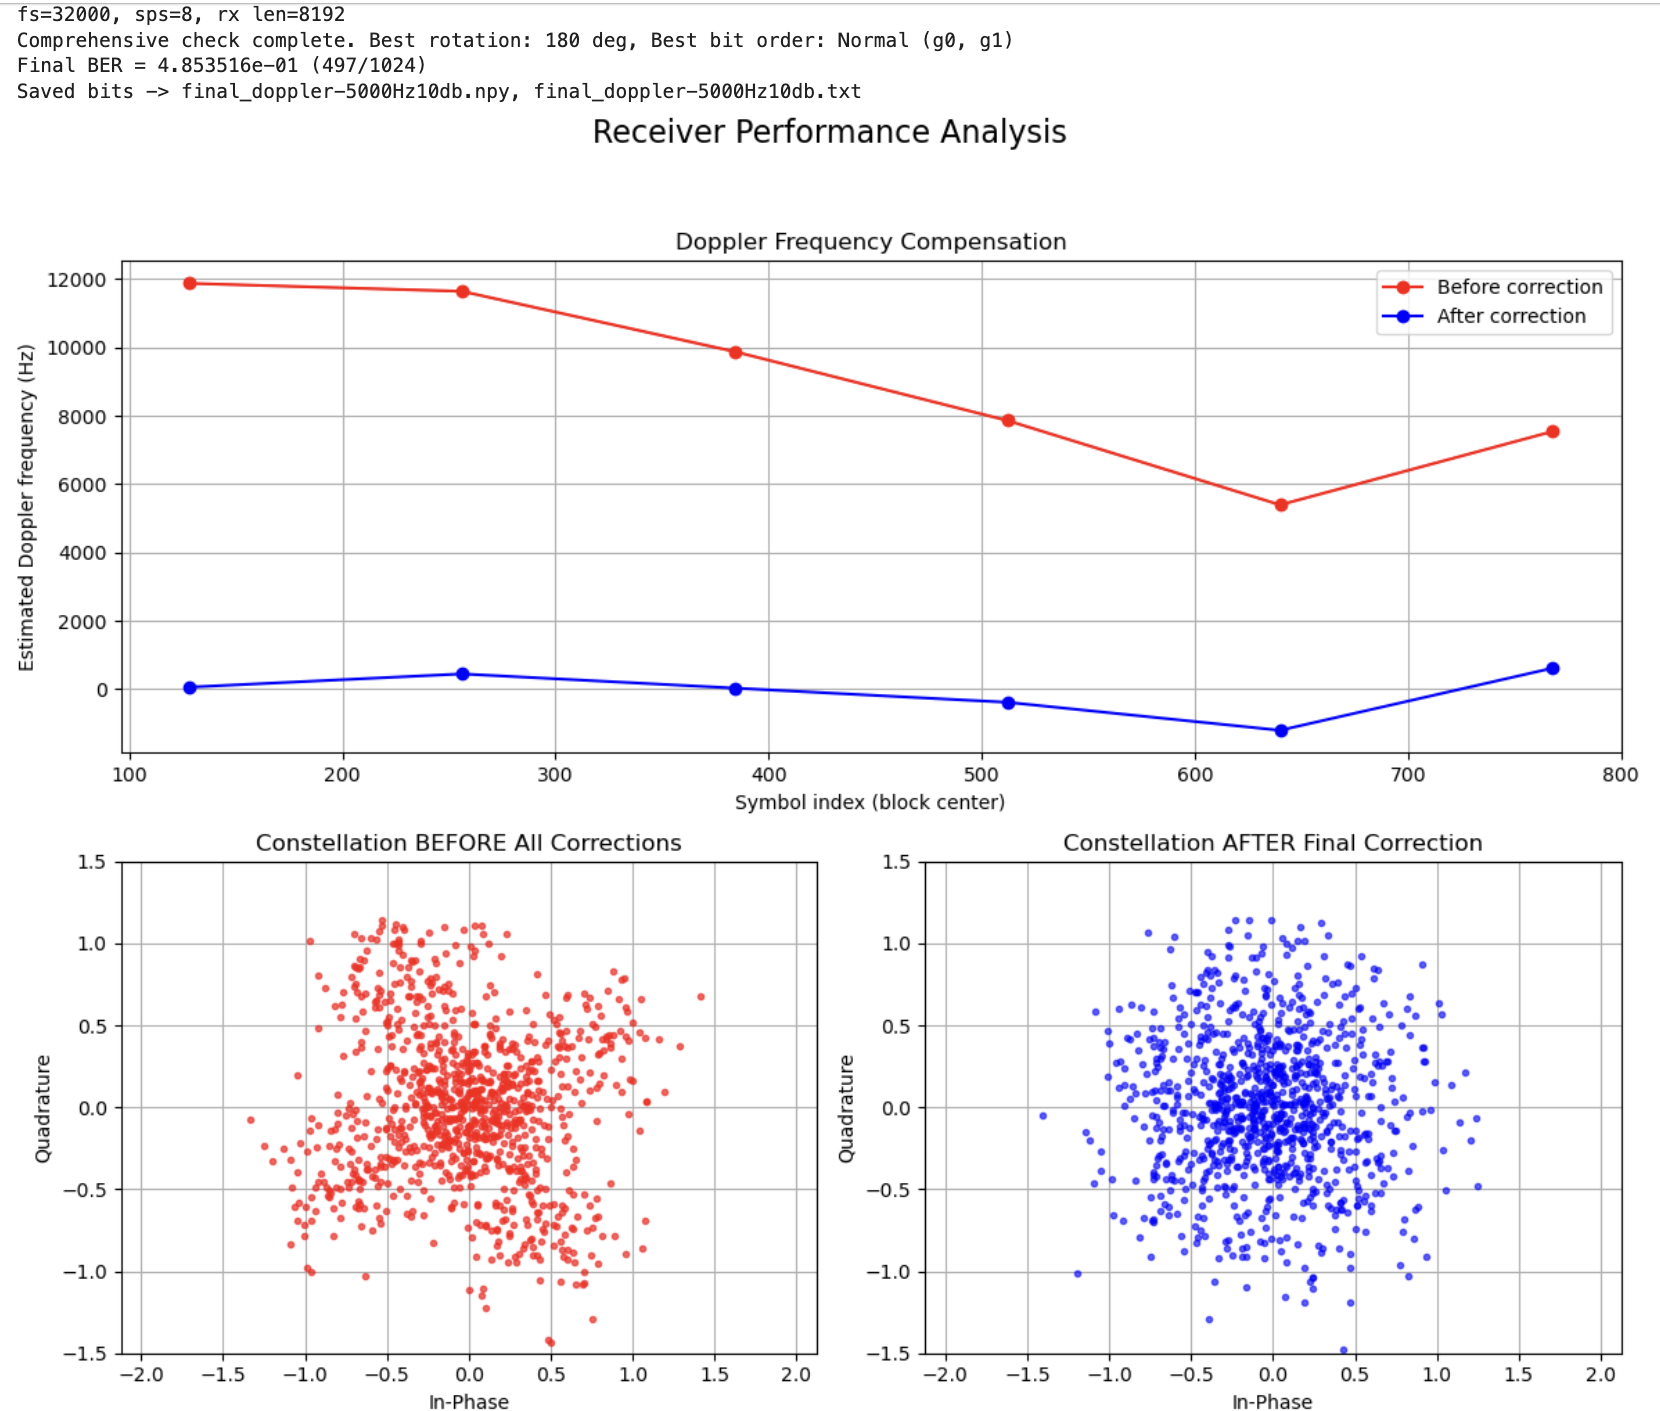 fs=32000, sps=8, rx len=8192
Comprehensive check complete. Best rotation: 180 deg, Best bit order: Normal (g0, g1)
Final BER = 4.853516e-01 (497/1024)
Saved bits -> final_doppler-5000Hz10db.npy, final_doppler-5000Hz10db.txt
Receiver Performance Analysis
Doppler Frequency Compensation
Before correction
After correction
Estimated Doppler frequency (Hz)
12000
10000
8000
6000
4000
2000
0
100 200 300 400 500 600 700 800
Symbol index (block center)
Constellation BEFORE All Corrections
Quadrature
1.5
1.0
0.5
0.0
−0.5
−1.0
−1.5
−2.0 −1.5 −1.0 −0.5 0.0 0.5 1.0 1.5 2.0
In-Phase
Constellation AFTER Final Correction
Quadrature
1.5
1.0
0.5
0.0
−0.5
−1.0
−1.5
−2.0 −1.5 −1.0 −0.5 0.0 0.5 1.0 1.5 2.0
In-Phase